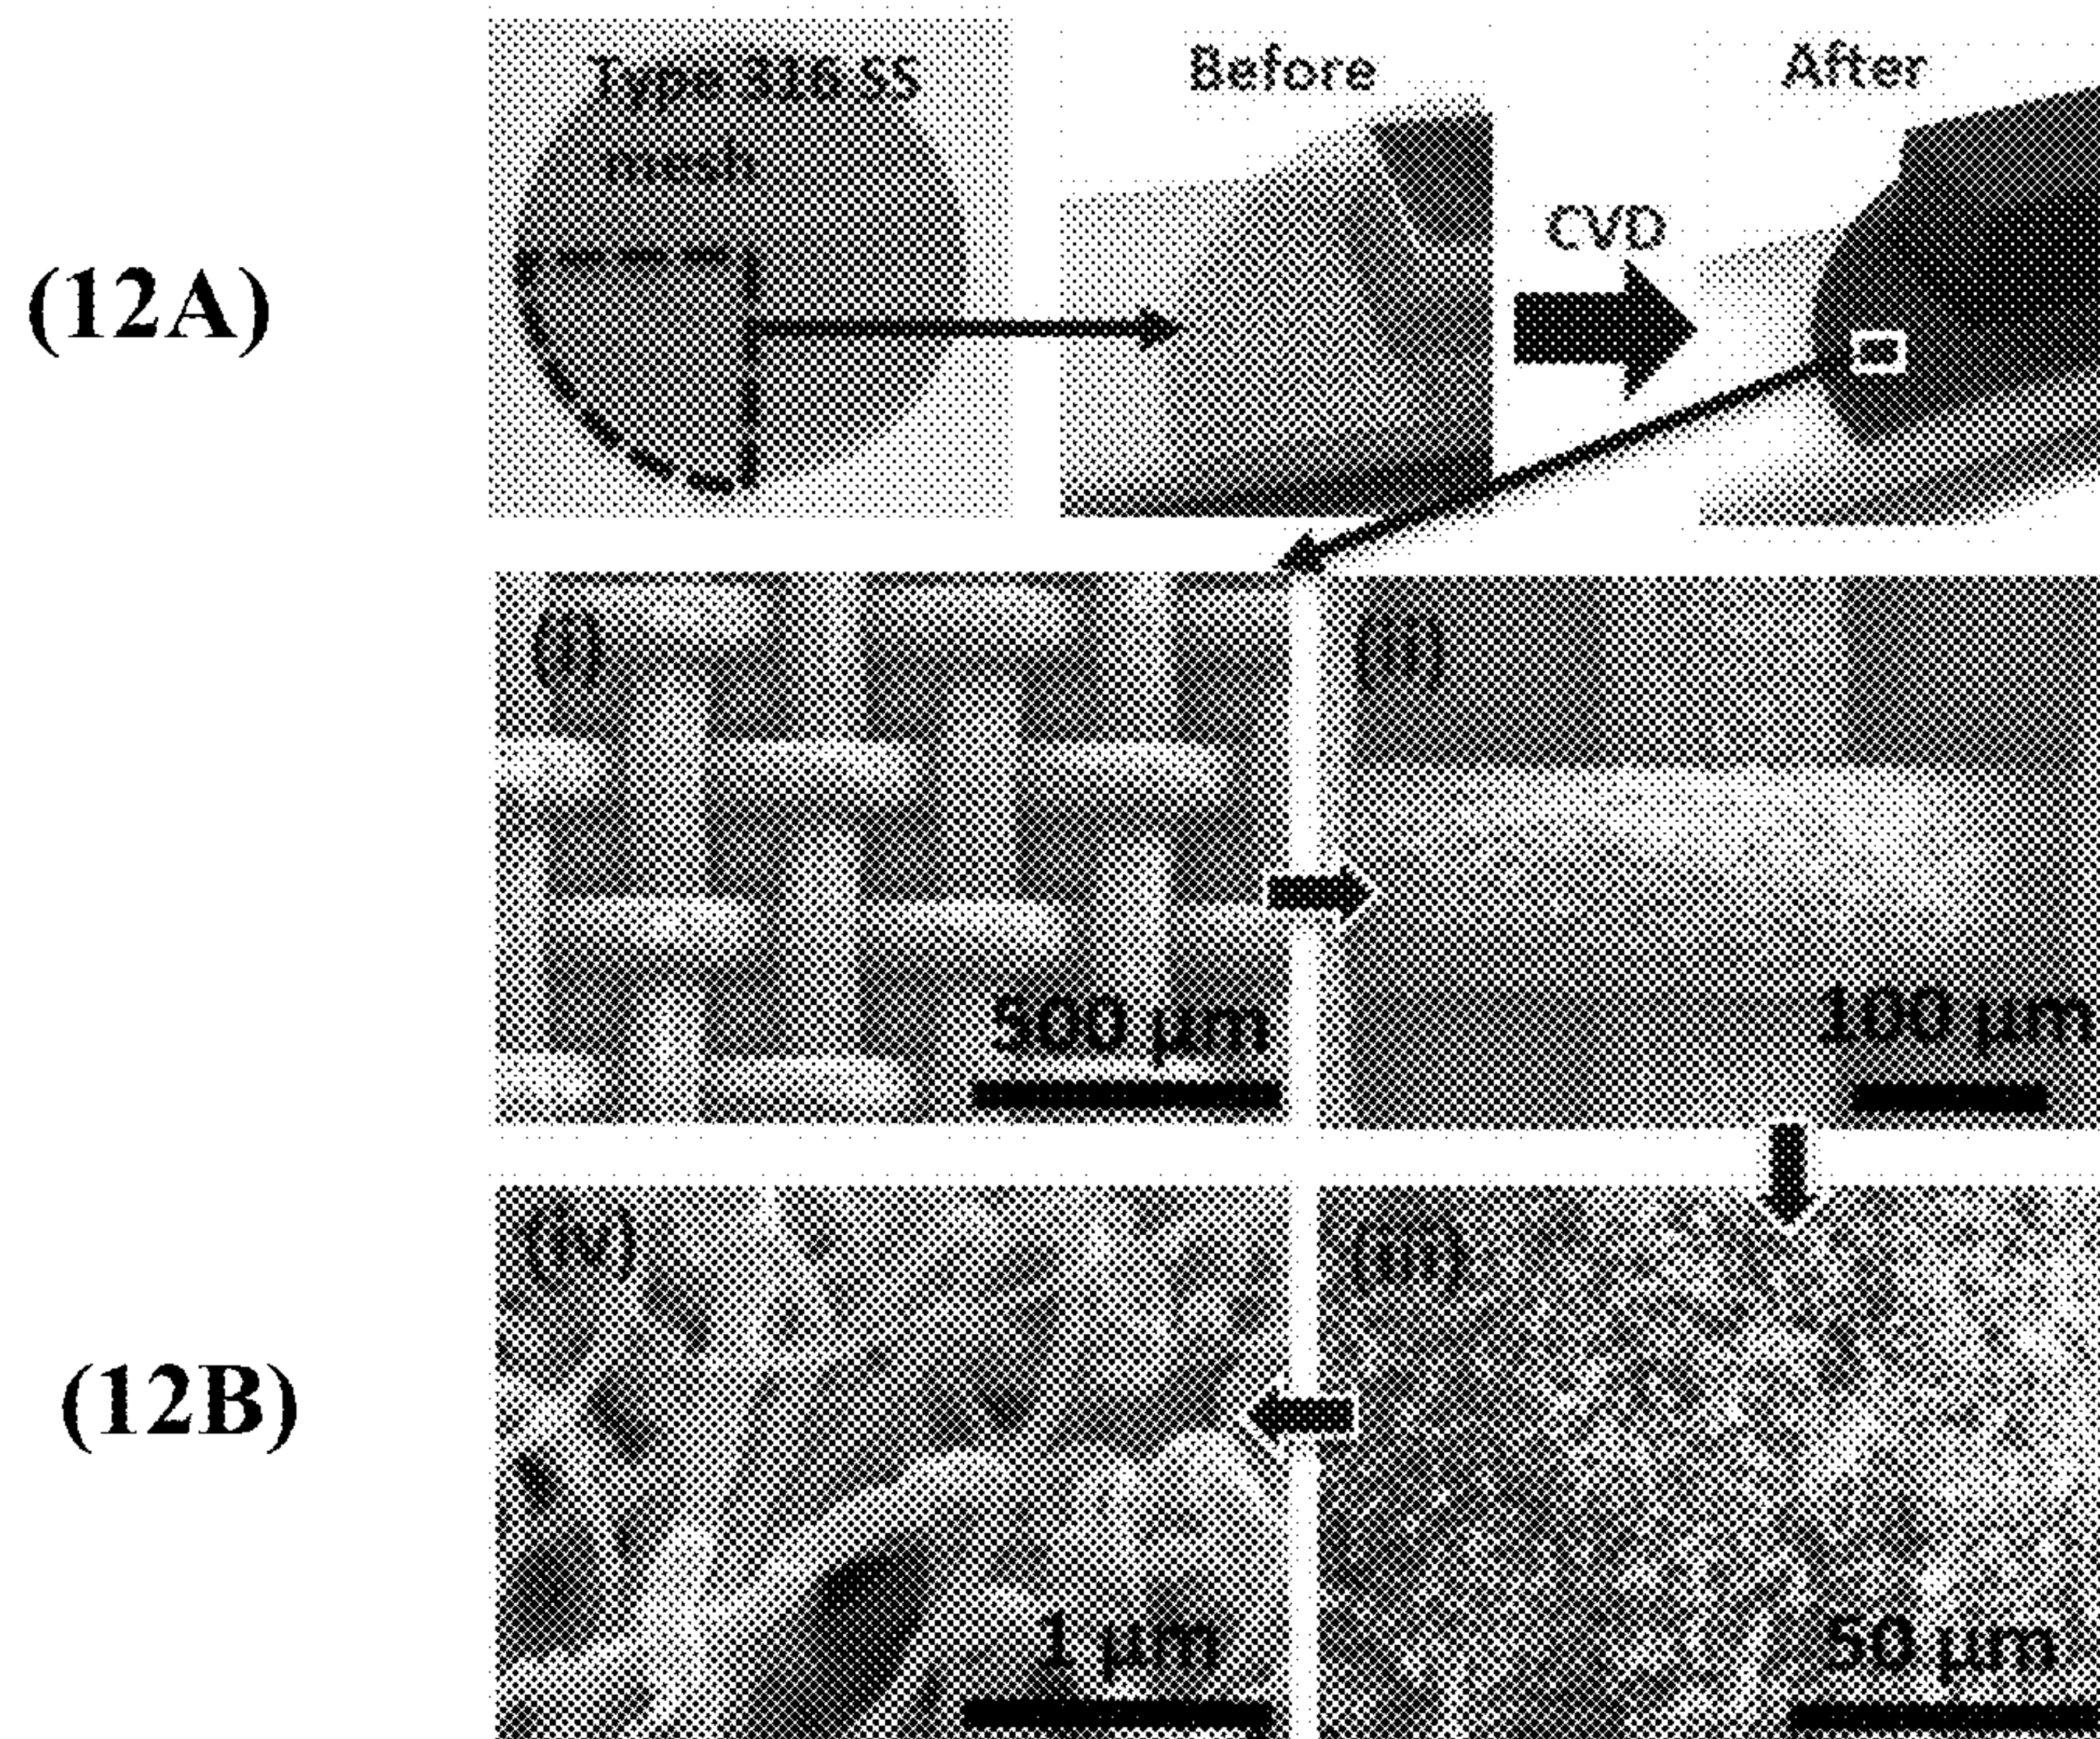 Type 316 SS
mesh
Before
After
CVD
(12A)
(i)
(ii)
500 µm
100 µm
(iv)
(iii)
(12B)
1 µm
50 µm